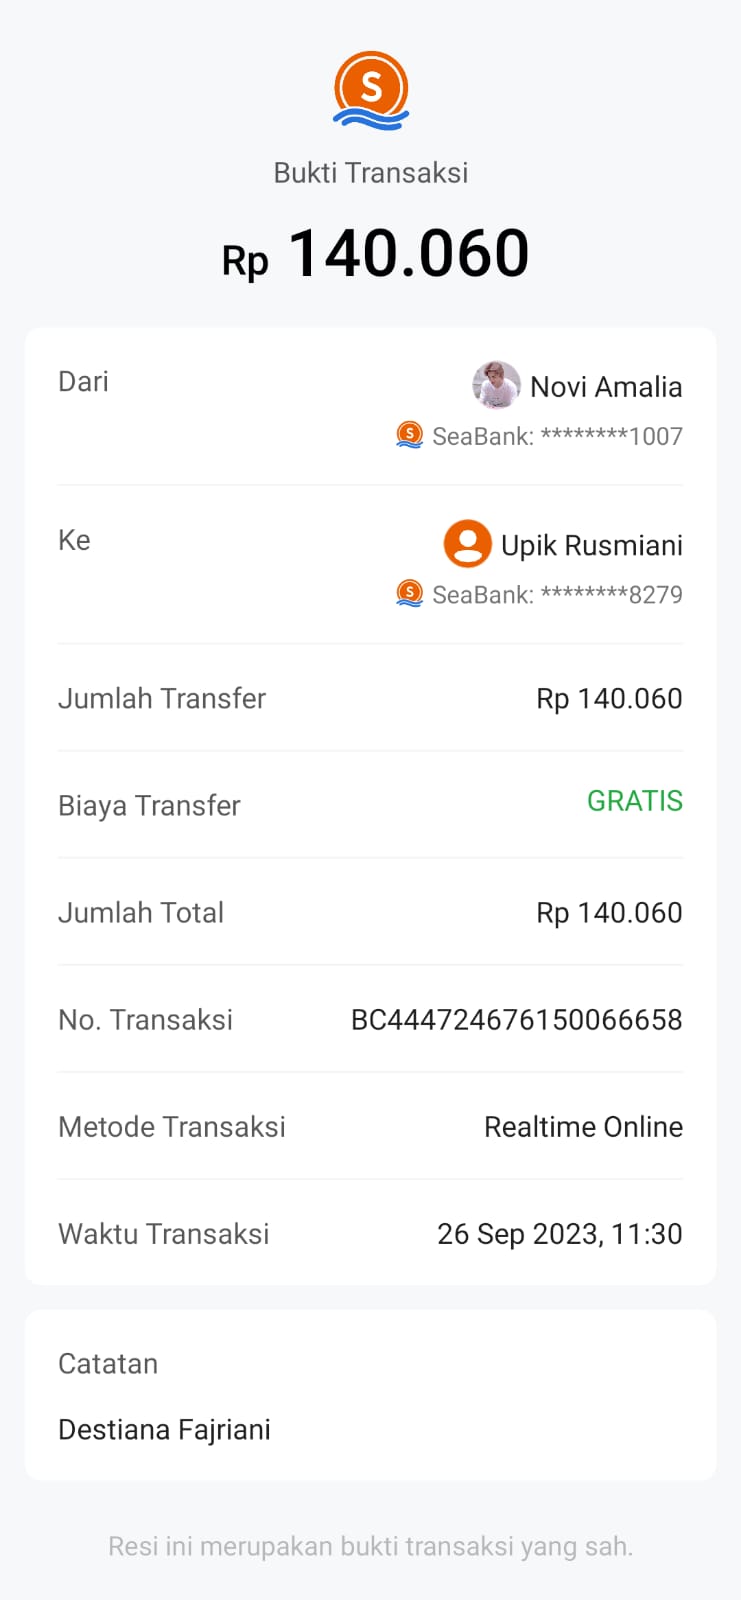 S
Bukti Transaksi
Rp 140.060
Dari
Novi Amalia
SeaBank: ********1007
Ke
Upik Rusmiani
SeaBank: ********8279
Jumlah Transfer Rp 140.060
Biaya Transfer GRATIS
Jumlah Total Rp 140.060
No. Transaksi BC444724676150066658
Metode Transaksi Realtime Online
Waktu Transaksi 26 Sep 2023, 11:30
Catatan
Destiana Fajriani
Resi ini merupakan bukti transaksi yang sah.